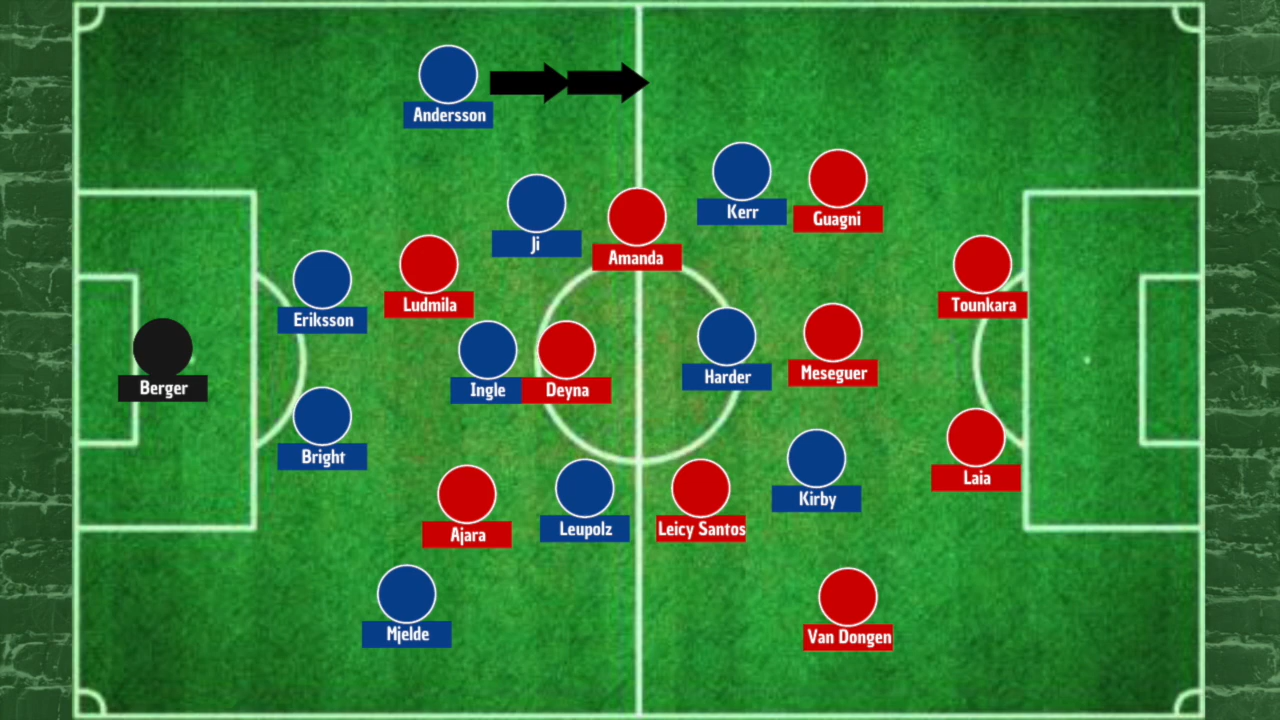 Andersson
Kerr
Guagni
Ji
Amanda
Eriksson
Ludmila
Tounkara
Berger
Ingle
Deyna
Harder
Meseguer
Bright
Laia
Ajara
Leupolz
Leicy Santos
Kirby
Mjelde
Van Dongen